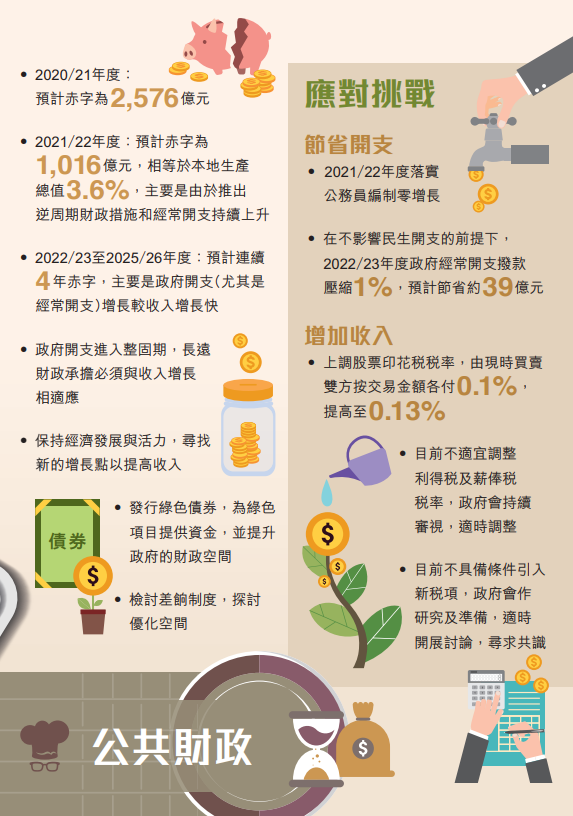 • 2020/21年度：
預計赤字為2,576億元
• 2021/22年度：預計赤字為
1,016億元，相等於本地生產
總值3.6%，主要是由於推出
逆周期財政措施和經常開支持續上升
• 2022/23至2025/26年度：預計連續
4年赤字，主要是政府開支（尤其是
經常開支）增長較收入增長快
• 政府開支進入整固期，長遠
財政承擔必須與收入增長
相適應
• 保持經濟發展與活力，尋找
新的增長點以提高收入
債券
• 發行綠色債券，為綠色
項目提供資金，並提升
政府的財政空間
• 檢討差餉制度，探討
優化空間
應對挑戰
節省開支
• 2021/22年度落實
公務員編制零增長
• 在不影響民生開支的前提下，
2022/23年度政府經常開支撥款
壓縮1%，預計節省約39億元
增加收入
• 上調股票印花稅稅率，由現時買賣
雙方按交易金額各付0.1%，
提高至0.13%
• 目前不適宜調整
利得稅及薪俸稅
稅率，政府會持續
審視，適時調整
• 目前不具備條件引入
新稅項，政府會作
研究及準備，適時
開展討論，尋求共識
公共財政